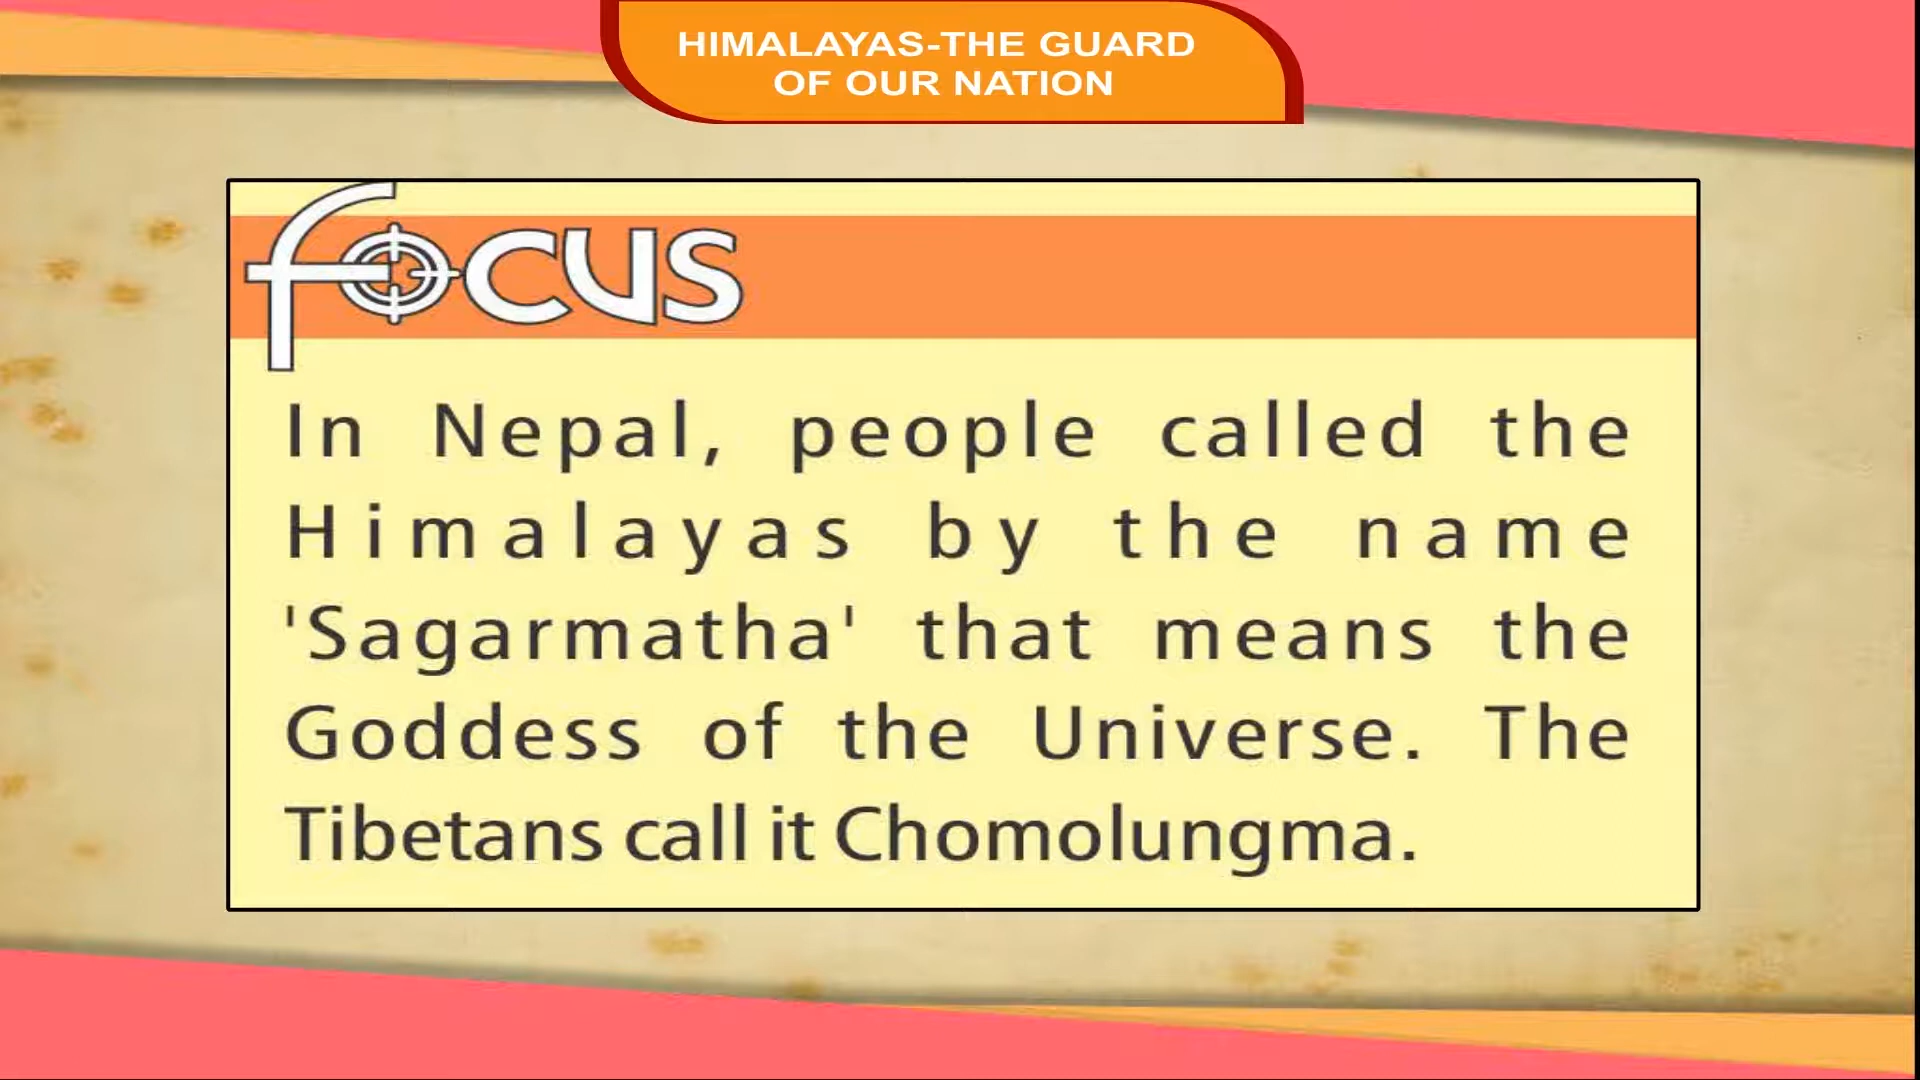 HIMALAYAS-THE GUARD
OF OUR NATION
focus
In Nepal, people called the
Himalayas by the name
'Sagarmatha' that means the
Goddess of the Universe. The
Tibetans call it Chomolungma.